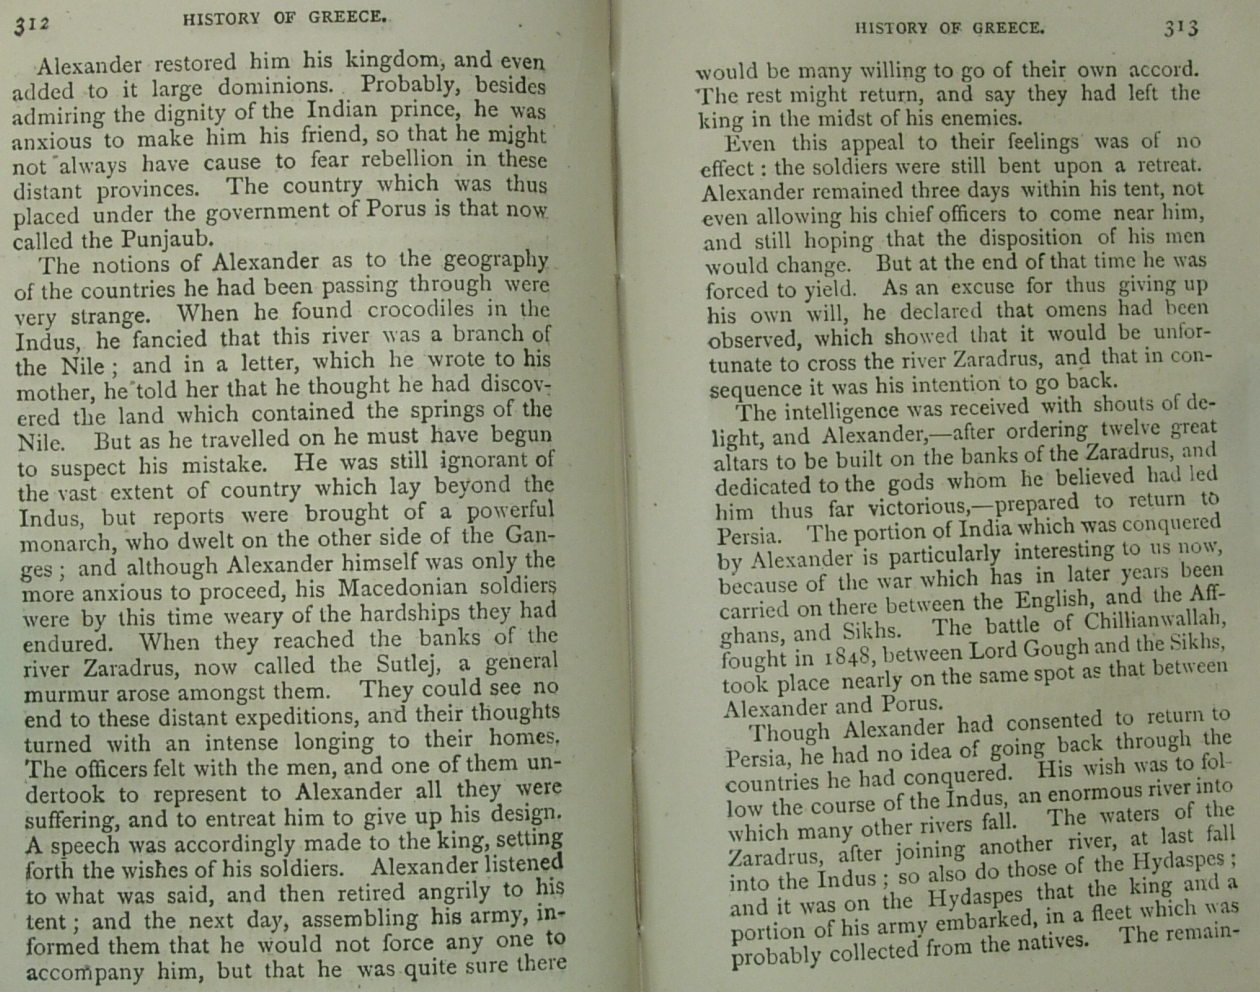 312
HISTORY OF GREECE.
Alexander restored him his kingdom, and even
added to it large dominions. Probably, besides
admiring the dignity of the Indian prince, he was
anxious to make him his friend, so that he might
not always have cause to fear rebellion in these
distant provinces. The country which was thus
placed under the government of Porus is that now
called the Punjaub.
The notions of Alexander as to the geography
of the countries he had been passing through were
very strange. When he found crocodiles in the
Indus, he fancied that this river was a branch of
the Nile; and in a letter, which he wrote to his
mother, he told her that he thought he had discov-
ered the land which contained the springs of the
Nile. But as he travelled on he must have begun
to suspect his mistake. He was still ignorant of
the vast extent of country which lay beyond the
Indus, but reports were brought of a powerful
monarch, who dwelt on the other side of the Gan-
ges; and although Alexander himself was only the
more anxious to proceed, his Macedonian soldiers
were by this time weary of the hardships they had
endured. When they reached the banks of the
river Zaradrus, now called the Sutlej, a general
murmur arose amongst them. They could see no
end to these distant expeditions, and their thoughts
turned with an intense longing to their homes.
The officers felt with the men, and one of them un-
dertook to represent to Alexander all they were
suffering, and to entreat him to give up his design.
A speech was accordingly made to the king, setting
forth the wishes of his soldiers. Alexander listened
to what was said, and then retired angrily to his
tent; and the next day, assembling his army, in-
formed them that he would not force any one to
accompany him, but that he was quite sure there
HISTORY OF GREECE.
313
would be many willing to go of their own accord.
The rest might return, and say they had left the
king in the midst of his enemies.
Even this appeal to their feelings was of no
effect: the soldiers were still bent upon a retreat.
Alexander remained three days within his tent, not
even allowing his chief officers to come near him,
and still hoping that the disposition of his men
would change. But at the end of that time he was
forced to yield. As an excuse for thus giving up
his own will, he declared that omens had been
observed, which showed that it would be unfor-
tunate to cross the river Zaradrus, and that in con-
sequence it was his intention to go back.
The intelligence was received with shouts of de-
light, and Alexander,—after ordering twelve great
altars to be built on the banks of the Zaradrus, and
dedicated to the gods whom he believed had led
him thus far victorious,—prepared to return to
Persia. The portion of India which was conquered
by Alexander is particularly interesting to us now,
because of the war which has in later years been
carried on there between the English, and the Aff-
ghans, and Sikhs. The battle of Chillianwallah,
fought in 1848, between Lord Gough and the Sikhs,
took place nearly on the same spot as that between
Alexander and Porus.
Though Alexander had consented to return to
Persia, he had no idea of going back through the
countries he had conquered. His wish was to fol-
low the course of the Indus, an enormous river into
which many other rivers fall. The waters of the
Zaradrus, after joining another river, at last fall
into the Indus; so also do those of the Hydaspes;
and it was on the Hydaspes that the king and a
portion of his army embarked, in a fleet which was
probably collected from the natives. The remain-